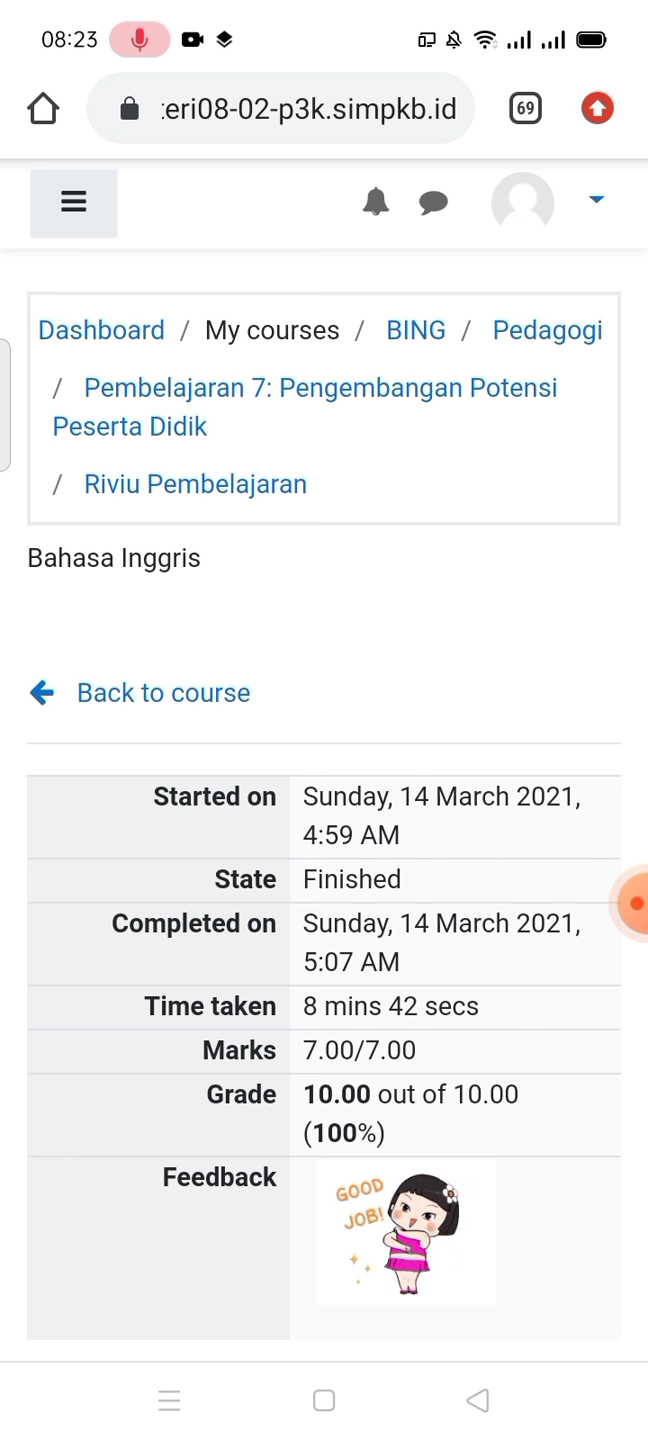 08:23
69
:eri08-02-p3k.simpkb.id
Dashboard / My courses / BING / Pedagogi
/ Pembelajaran 7: Pengembangan Potensi
Peserta Didik
/ Riviu Pembelajaran
Bahasa Inggris
Back to course
Started on Sunday, 14 March 2021,
4:59 AM
State Finished
Completed on Sunday, 14 March 2021,
5:07 AM
Time taken 8 mins 42 secs
Marks 7.00/7.00
Grade 10.00 out of 10.00
(100%)
Feedback
GOOD
JOB!